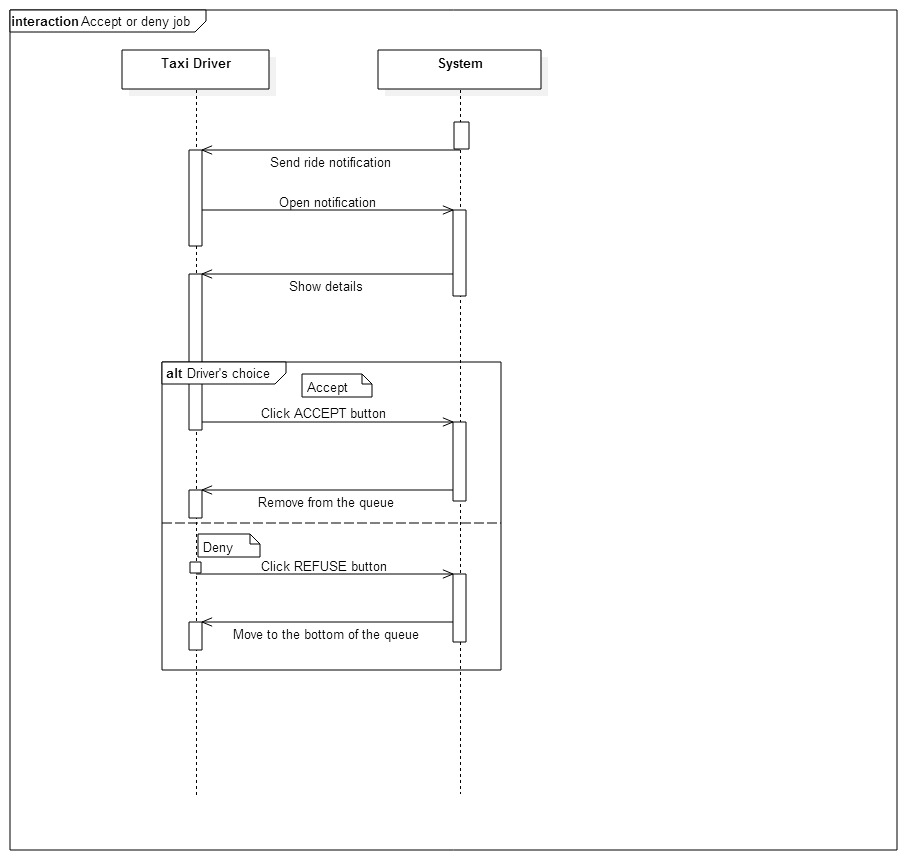 interaction Accept or deny job
Taxi Driver
System
Send ride notification
Open notification
Show details
alt Driver's choice
Accept
Click ACCEPT button
Remove from the queue
Deny
Click REFUSE button
Move to the bottom of the queue